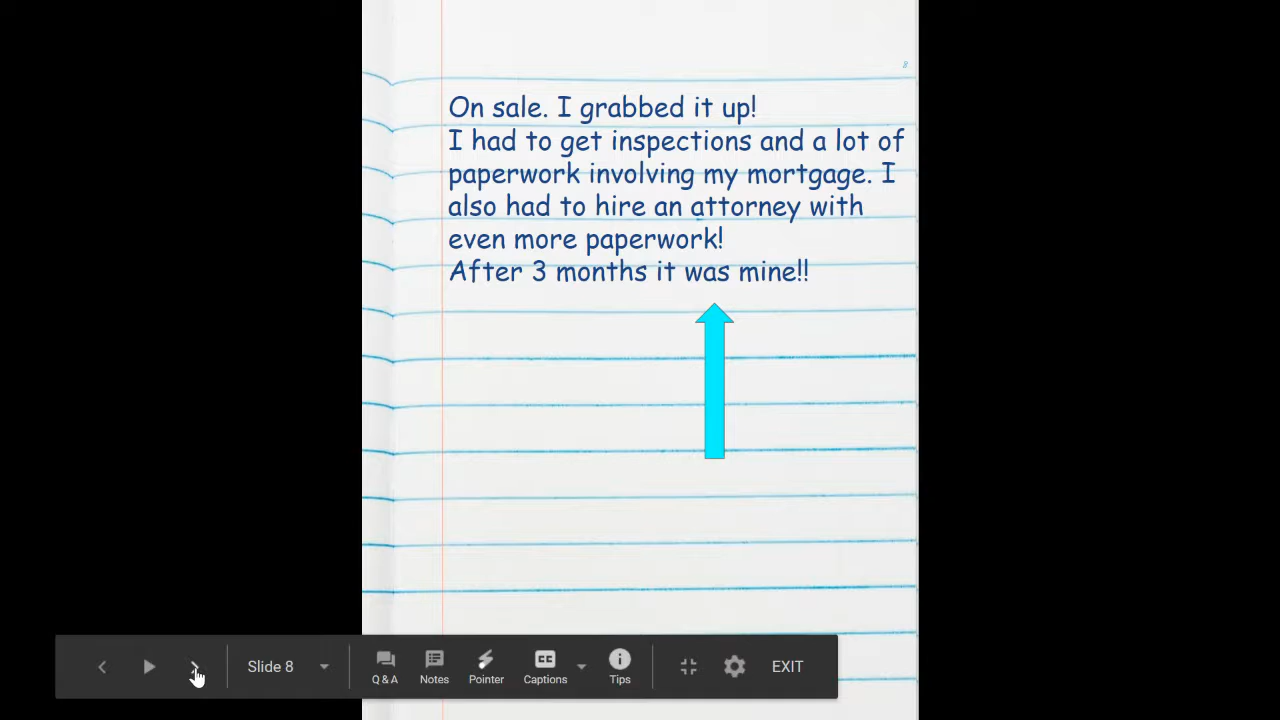 8
On sale. I grabbed it up!
I had to get inspections and a lot of
paperwork involving my mortgage. I
also had to hire an attorney with
even more paperwork!
After 3 months it was mine!!
Slide 8
Q & A
Notes
Pointer
CC
Captions
Tips
EXIT